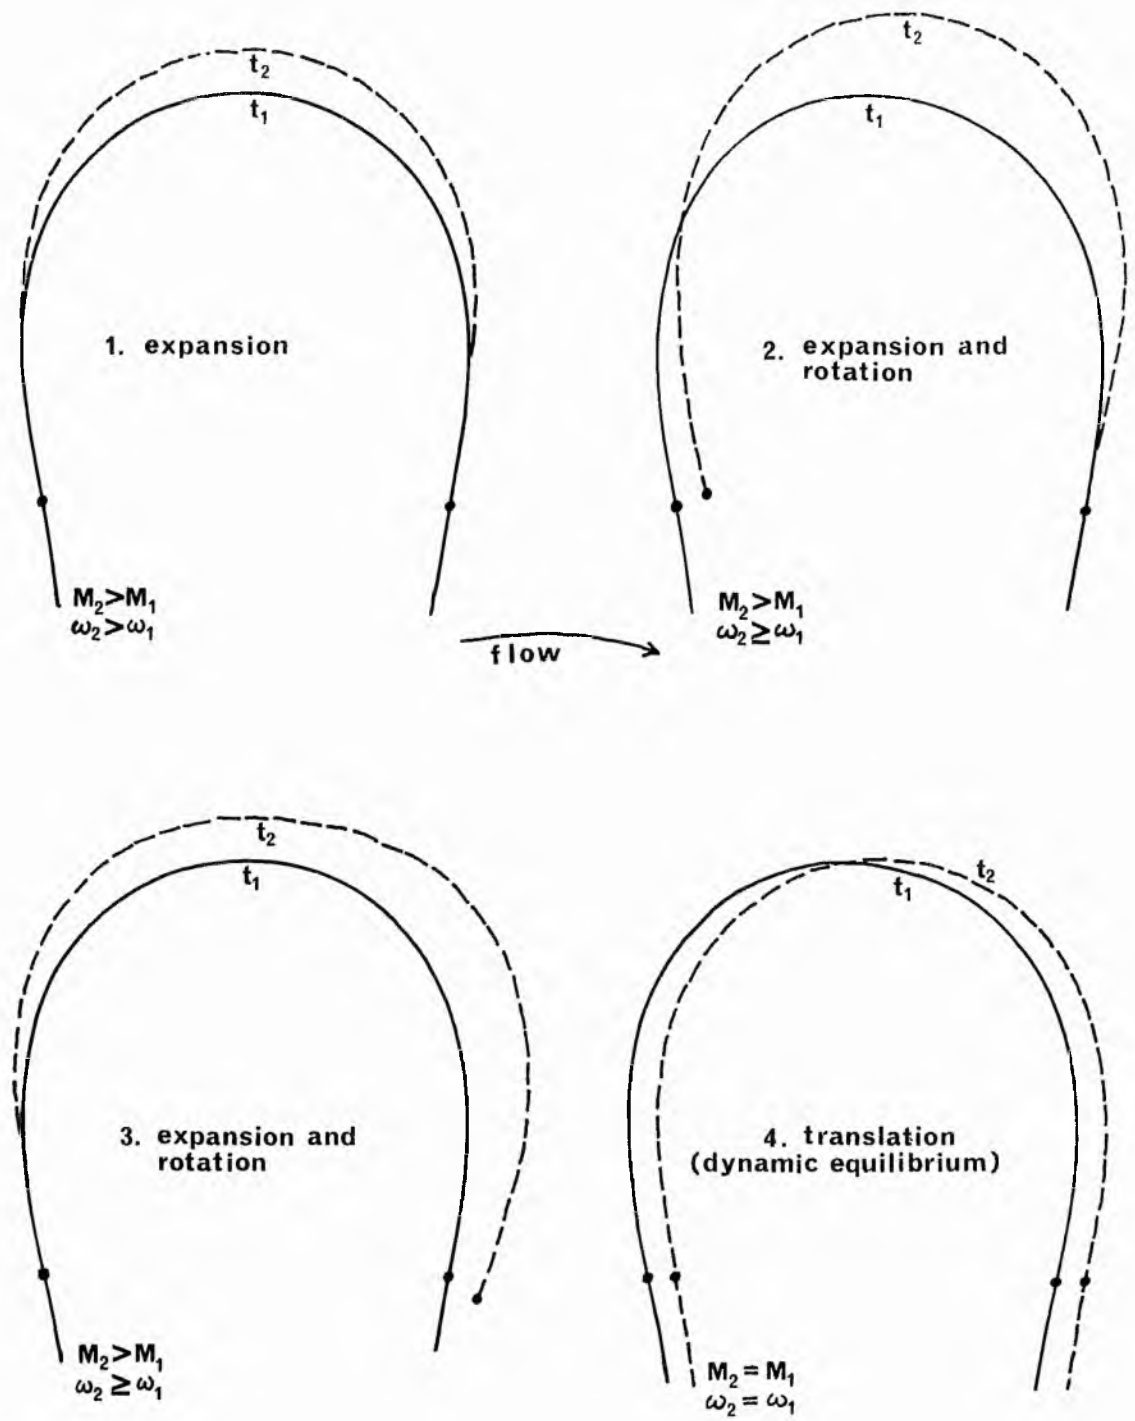 t₂
t₁
1. expansion
M₂>M₁
ω₂>ω₁
t₂
t₁
2. expansion and
rotation
M₂>M₁
ω₂≥ω₁
flow
t₂
t₁
3. expansion and
rotation
M₂>M₁
ω₂≥ω₁
t₂
t₁
4. translation
(dynamic equilibrium)
M₂=M₁
ω₂=ω₁